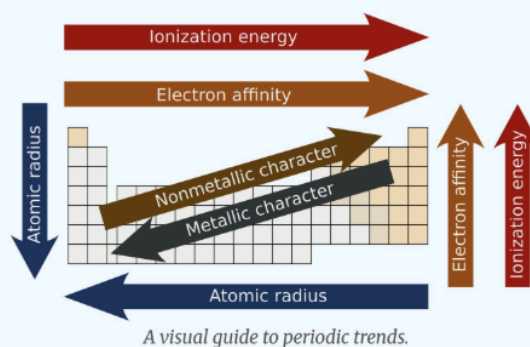 Ionization energy
Electron affinity
Atomic radius
Nonmetallic character
Metallic character
Electron affinity
Ionization energy
Atomic radius
A visual guide to periodic trends.